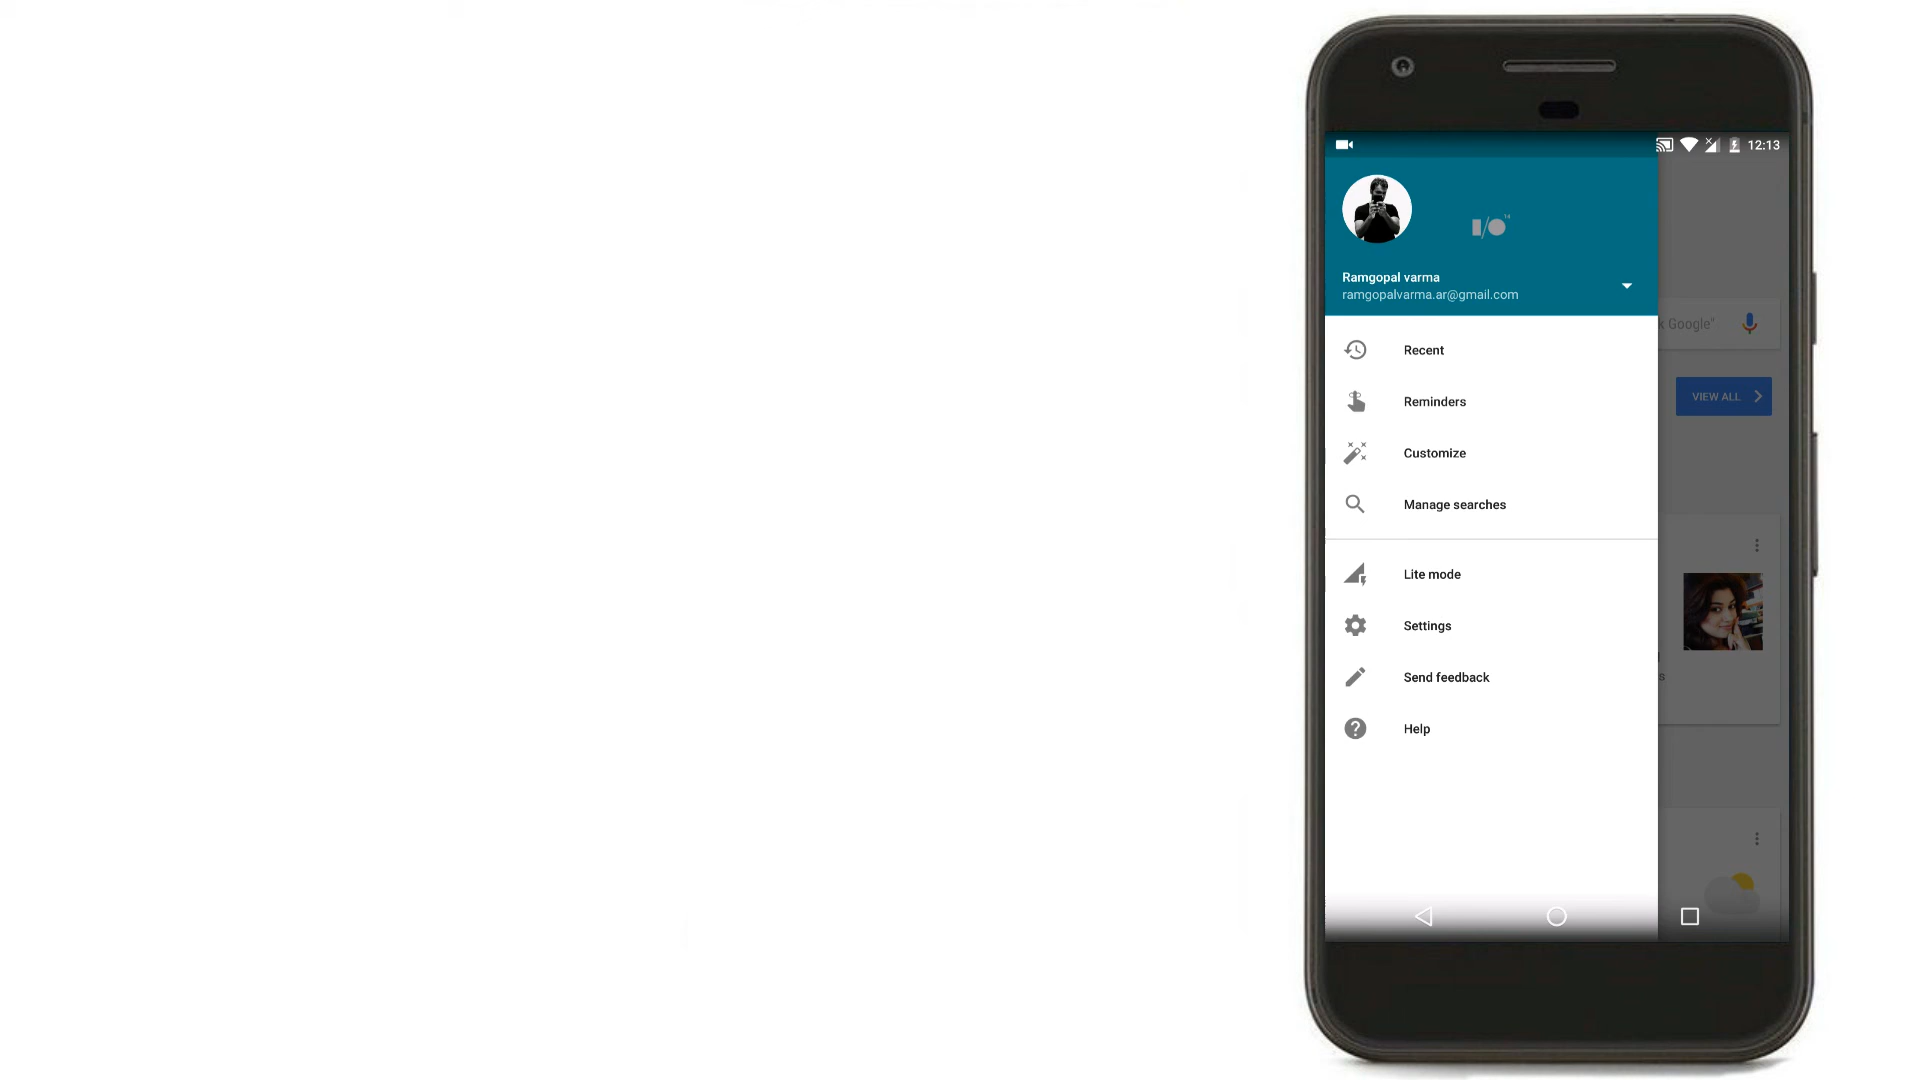 12:13
I/O
Ramgopal varma
ramgopalvarma.ar@gmail.com
Recent
k Google"
VIEW ALL
Reminders
Customize
Manage searches
Lite mode
Settings
s
Send feedback
Help